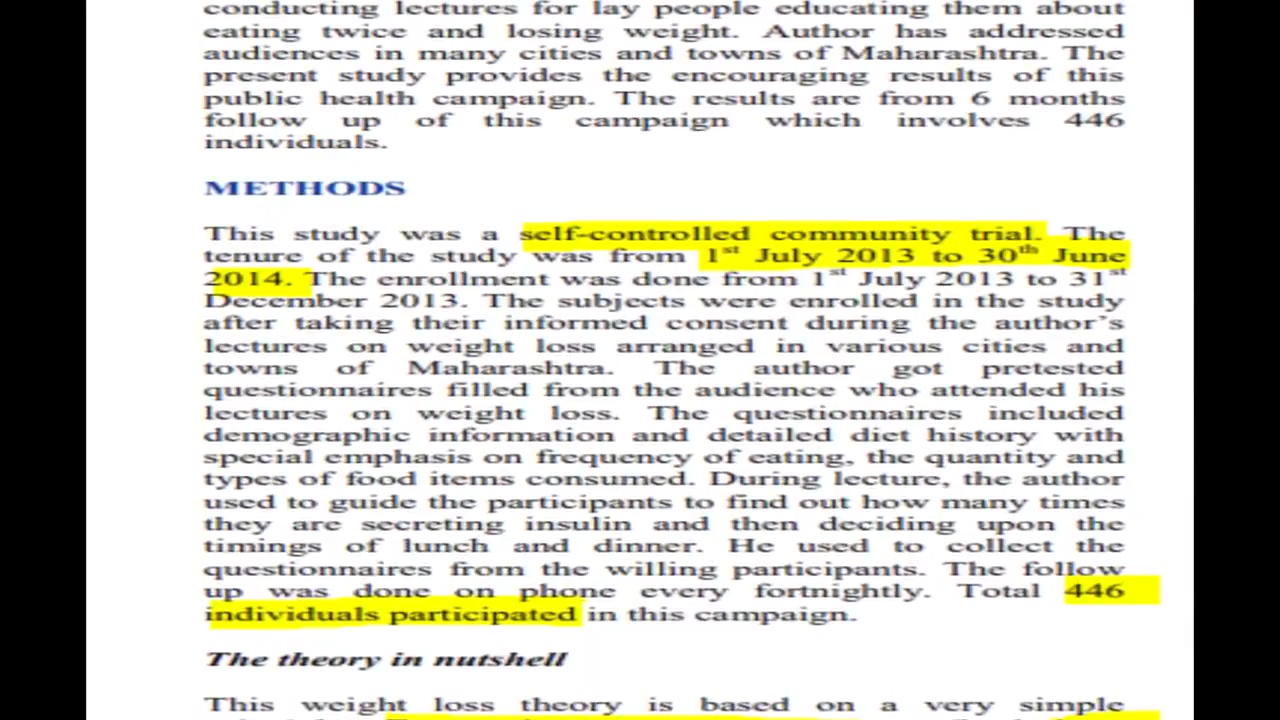 conducting lectures for lay people educating them about
eating twice and losing weight. Author has addressed
audiences in many cities and towns of Maharashtra. The
present study provides the encouraging results of this
public health campaign. The results are from 6 months
follow up of this campaign which involves 446
individuals.
METHODS
This study was a self-controlled community trial. The
tenure of the study was from 1st July 2013 to 30th June
2014. The enrollment was done from 1st July 2013 to 31st
December 2013. The subjects were enrolled in the study
after taking their informed consent during the author's
lectures on weight loss arranged in various cities and
towns of Maharashtra. The author got pretested
questionnaires filled from the audience who attended his
lectures on weight loss. The questionnaires included
demographic information and detailed diet history with
special emphasis on frequency of eating, the quantity and
types of food items consumed. During lecture, the author
used to guide the participants to find out how many times
they are secreting insulin and then deciding upon the
timings of lunch and dinner. He used to collect the
questionnaires from the willing participants. The follow
up was done on phone every fortnightly. Total 446
individuals participated in this campaign.
The theory in nutshell
This weight loss theory is based on a very simple